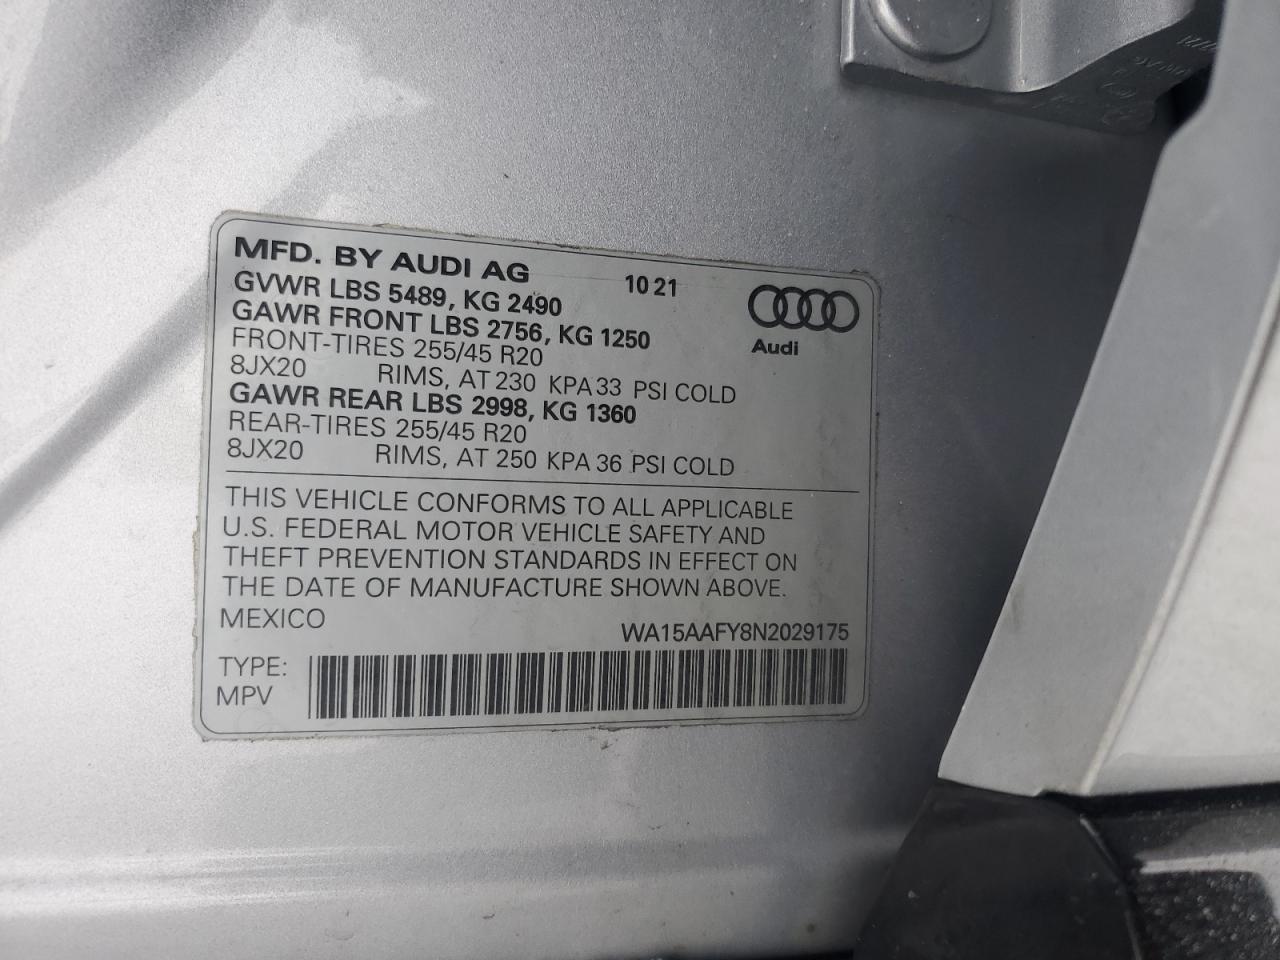 MFD. BY AUDI AG 10 21
GVWR LBS 5489, KG 2490
GAWR FRONT LBS 2756, KG 1250
FRONT-TIRES 255/45 R20
8JX20 RIMS, AT 230 KPA 33 PSI COLD
GAWR REAR LBS 2998, KG 1360
REAR-TIRES 255/45 R20
8JX20 RIMS, AT 250 KPA 36 PSI COLD
Audi
THIS VEHICLE CONFORMS TO ALL APPLICABLE
U.S. FEDERAL MOTOR VEHICLE SAFETY AND
THEFT PREVENTION STANDARDS IN EFFECT ON
THE DATE OF MANUFACTURE SHOWN ABOVE.
MEXICO
WA15AAFY8N2029175
TYPE:
MPV